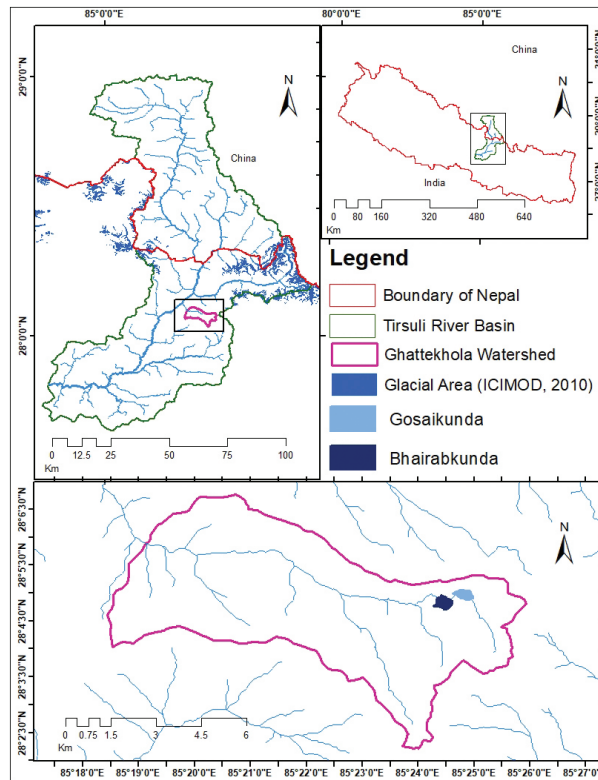 85°0'0"E
29°0'0"N
28°0'0"N
N
China
0 12.5 25 50 75 100
Km
80°0'0"E 85°0'0"E
China
N
India
0 80 160 320 480 640
Km
Legend
Boundary of Nepal
Tirsuli River Basin
Ghattekhola Watershed
Glacial Area (ICIMOD, 2010)
Gosaikunda
Bhairabkunda
N
28°6'30"N
28°5'30"N
28°4'30"N
28°3'30"N
28°2'30"N
0 0.75 1.5 3 4.5 6
Km
85°18'0"E 85°19'0"E 85°20'0"E 85°21'0"E 85°22'0"E 85°23'0"E 85°24'0"E 85°25'0"E 85°26'0"E 85°27'0"E